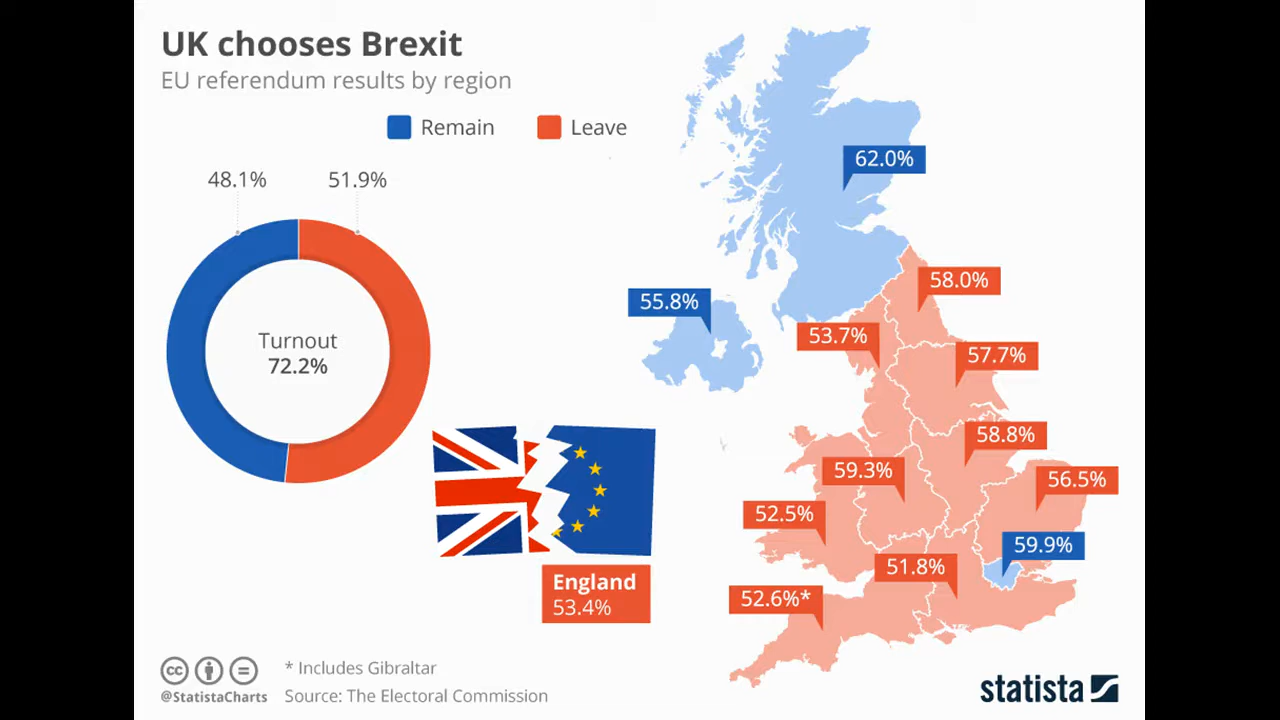 UK chooses Brexit
EU referendum results by region
Remain
Leave
48.1%
51.9%
Turnout
72.2%
62.0%
58.0%
55.8%
53.7%
57.7%
58.8%
59.3%
56.5%
52.5%
59.9%
51.8%
52.6%*
England
53.4%
cc
=
* Includes Gibraltar
@StatistaCharts
Source: The Electoral Commission
statista